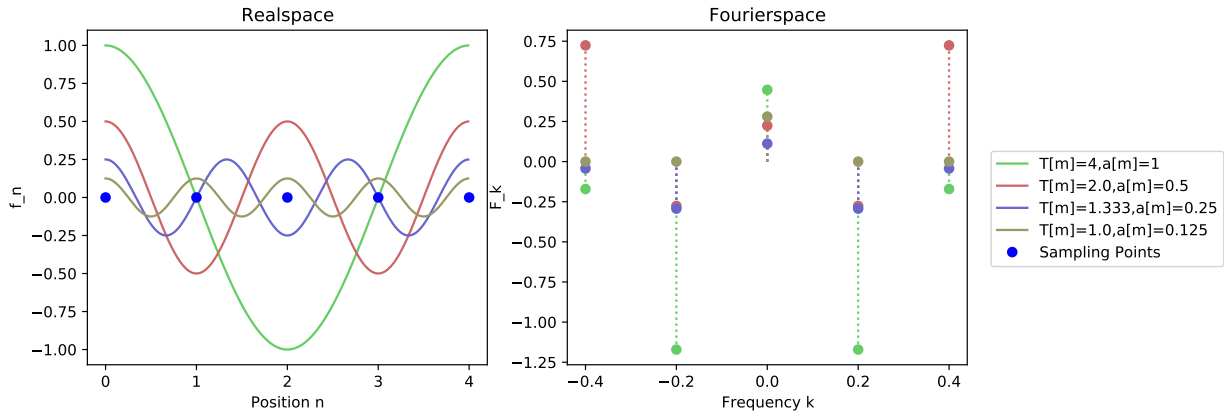 Realspace
1.00
0.75
0.50
0.25
0.00
−0.25
−0.50
−0.75
−1.00
f_n
0 1 2 3 4
Position n
Fourierspace
0.75
0.50
0.25
0.00
−0.25
−0.50
−0.75
−1.00
−1.25
F_k
−0.4 −0.2 0.0 0.2 0.4
Frequency k
T[m]=4,a[m]=1
T[m]=2.0,a[m]=0.5
T[m]=1.333,a[m]=0.25
T[m]=1.0,a[m]=0.125
Sampling Points